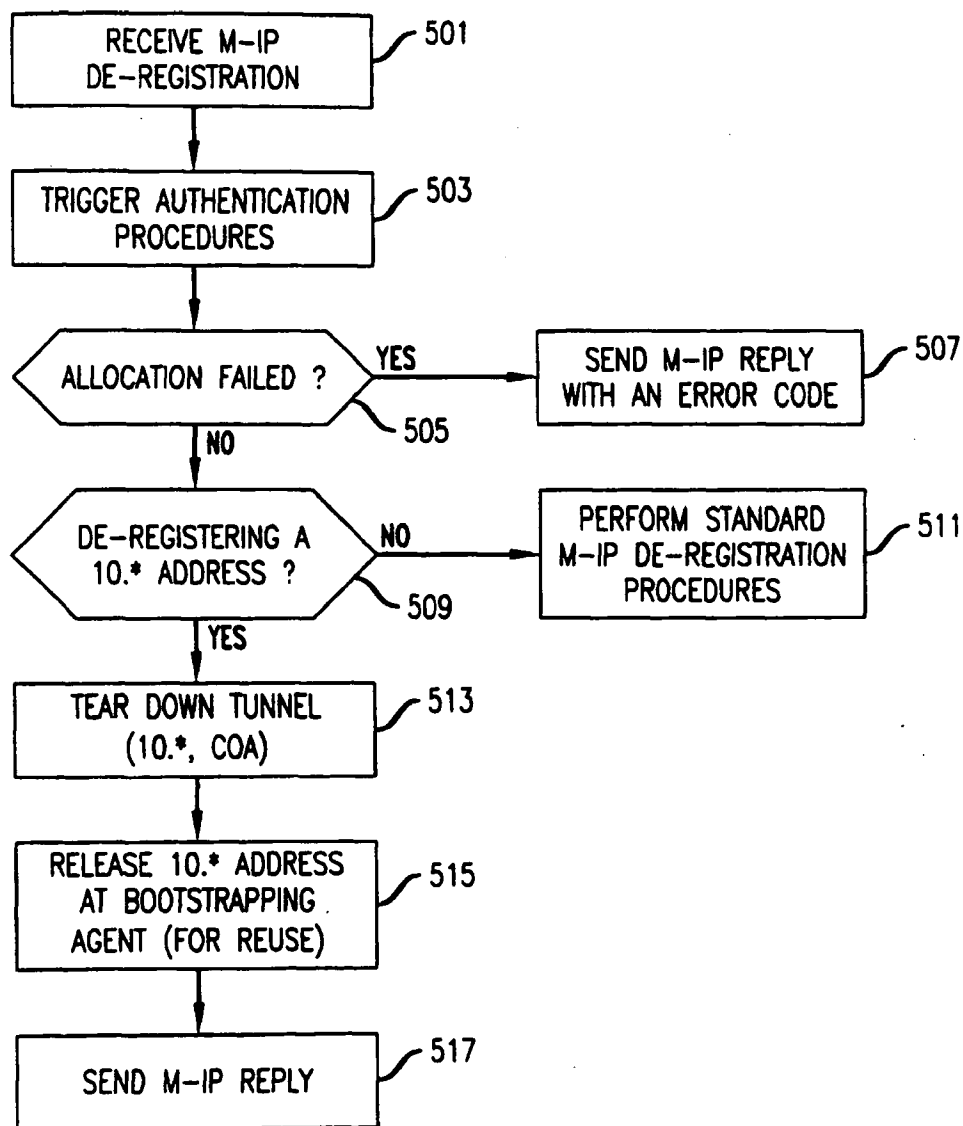 RECEIVE M-IP
DE-REGISTRATION
501
TRIGGER AUTHENTICATION
PROCEDURES
503
ALLOCATION FAILED ?
505
YES
SEND M-IP REPLY
WITH AN ERROR CODE
507
NO
DE-REGISTERING A
10.* ADDRESS ?
509
NO
PERFORM STANDARD
M-IP DE-REGISTRATION
PROCEDURES
511
YES
TEAR DOWN TUNNEL
(10.*, COA)
513
RELEASE 10.* ADDRESS
AT BOOTSTRAPPING
AGENT (FOR REUSE)
515
SEND M-IP REPLY
517